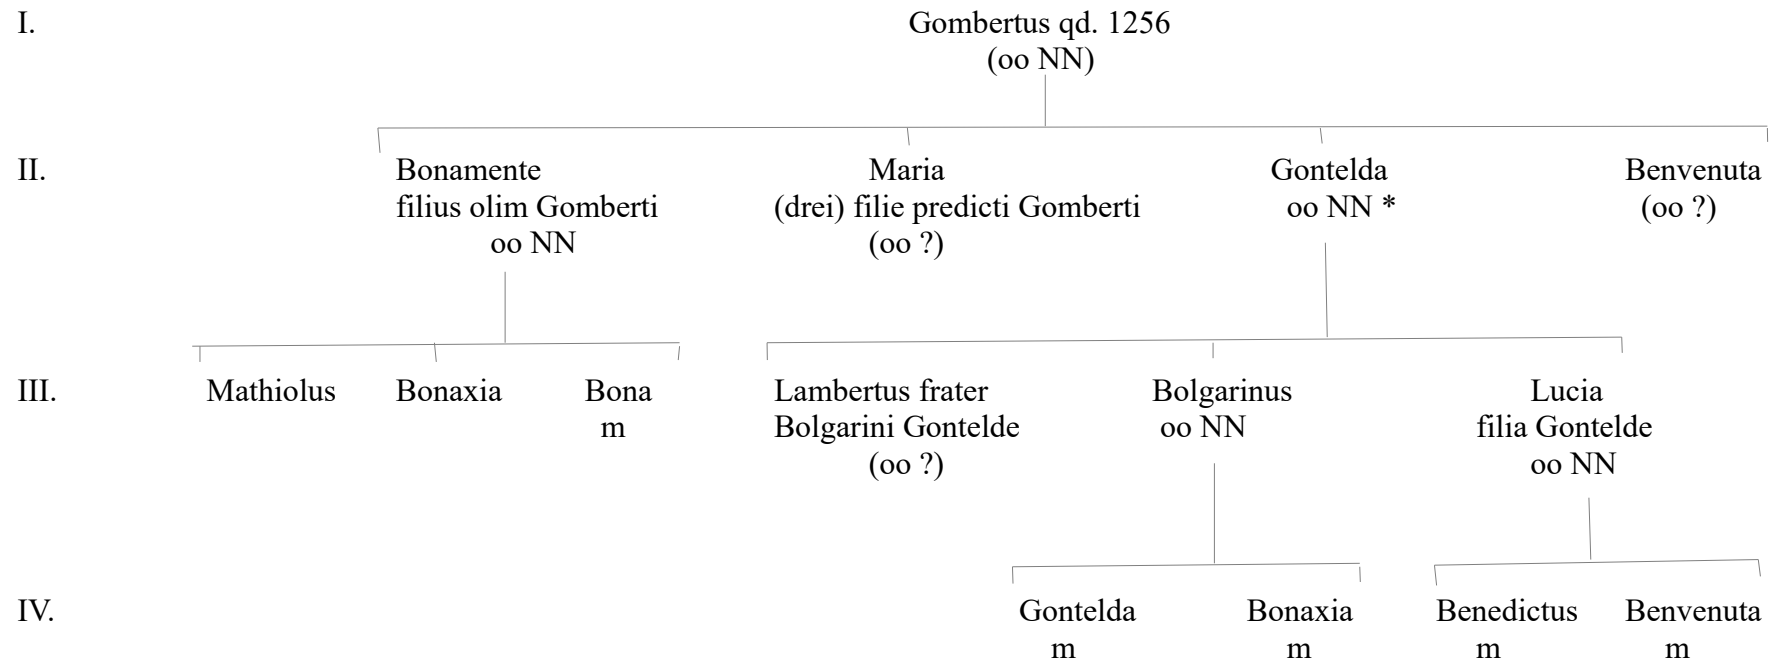 I. Gombertus qd. 1256
(oo NN)
II. Bonamente Maria Gontelda Benvenuta
filius olim Gomberti (drei) filie predicti Gomberti oo NN * (oo ?)
oo NN (oo ?)
III. Mathiolus Bonaxia Bona Lambertus frater Bolgarinus Lucia
m Bolgarini Gontelde oo NN filia Gontelde
(oo ?) oo NN
IV. Gontelda Bonaxia Benedictus Benvenuta
m m m m